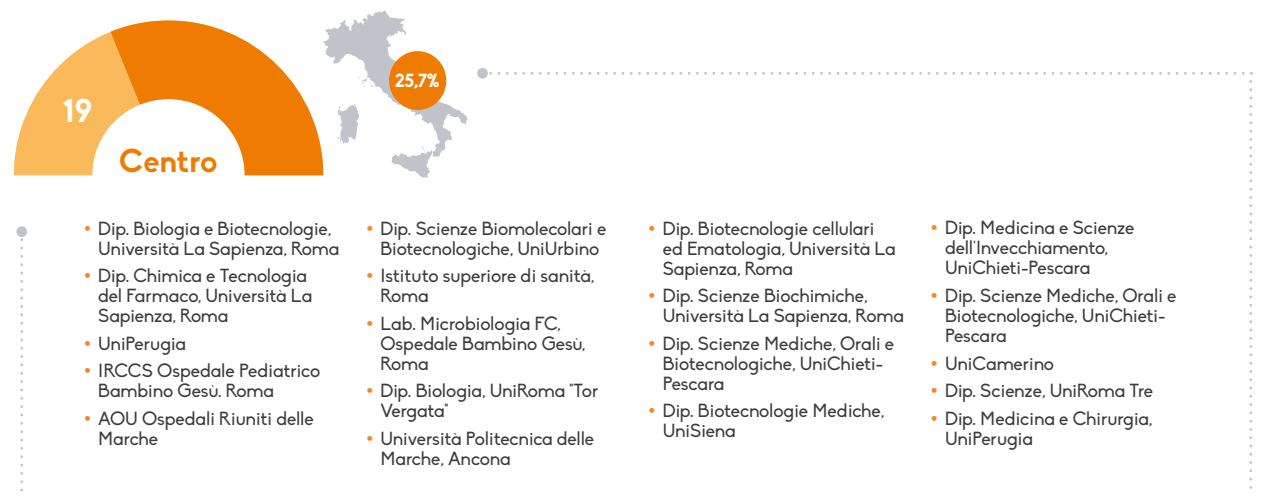 19
Centro
25,7%
• Dip. Biologia e Biotecnologie,
Università La Sapienza, Roma
• Dip. Chimica e Tecnologia
del Farmaco, Università La
Sapienza, Roma
• UniPerugia
• IRCCS Ospedale Pediatrico
Bambino Gesù. Roma
• AOU Ospedali Riuniti delle
Marche
• Dip. Scienze Biomolecolari e
Biotecnologiche, UniUrbino
• Istituto superiore di sanità,
Roma
• Lab. Microbiologia FC,
Ospedale Bambino Gesù,
Roma
• Dip. Biologia, UniRoma "Tor
Vergata"
• Università Politecnica delle
Marche, Ancona
• Dip. Biotecnologie cellulari
ed Ematologia, Università La
Sapienza, Roma
• Dip. Scienze Biochimiche,
Università La Sapienza, Roma
• Dip. Scienze Mediche, Orali e
Biotecnologiche, UniChieti-
Pescara
• Dip. Biotecnologie Mediche,
UniSiena
• Dip. Medicina e Scienze
dell'Invecchiamento,
UniChieti-Pescara
• Dip. Scienze Mediche, Orali e
Biotecnologiche, UniChieti-
Pescara
• UniCamerino
• Dip. Scienze, UniRoma Tre
• Dip. Medicina e Chirurgia,
UniPerugia